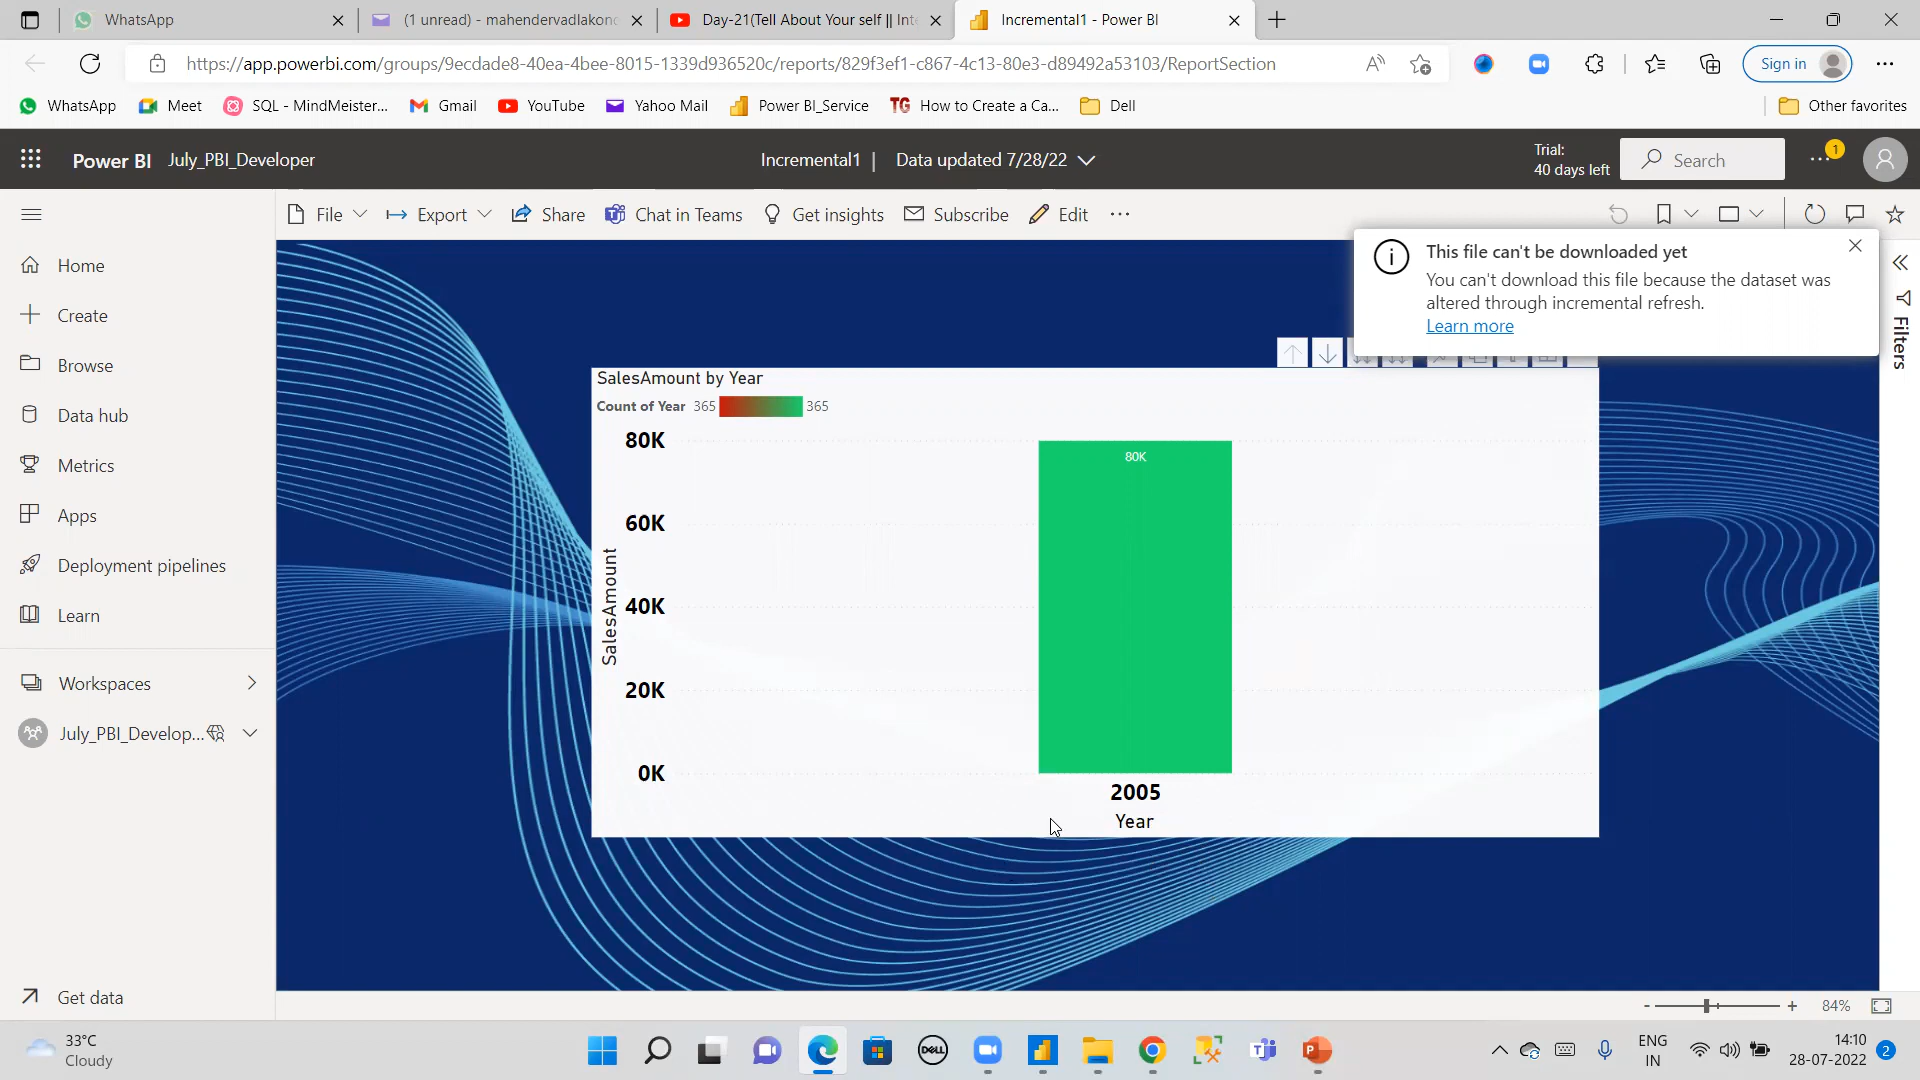 WhatsApp
(1 unread) - mahendervadlakond
Day-21(Tell About Your self || Inte
Incremental1 - Power BI
https://app.powerbi.com/groups/9ecdade8-40ea-4bee-8015-1339d936520c/reports/829f3ef1-c867-4c13-80e3-d89492a53103/ReportSection
Sign in
WhatsApp
Meet
SQL - MindMeister...
Gmail
YouTube
Yahoo Mail
Power BI_Service
TG How to Create a Ca...
Dell
Other favorites
Power BI July_PBI_Developer
Incremental1 | Data updated 7/28/22
Trial:
40 days left
Search
1
File
Export
Share
Chat in Teams
Get insights
Subscribe
Edit
This file can't be downloaded yet
You can't download this file because the dataset was
altered through incremental refresh.
Learn more
Filters
Home
Create
Browse
Data hub
Metrics
Apps
Deployment pipelines
Learn
Workspaces
July_PBI_Develop...
Get data
SalesAmount by Year
Count of Year 365 365
80K
60K
40K
20K
0K
SalesAmount
80K
2005
Year
- + 84%
33°C
Cloudy
DELL
ENG
IN
14:10
28-07-2022
2